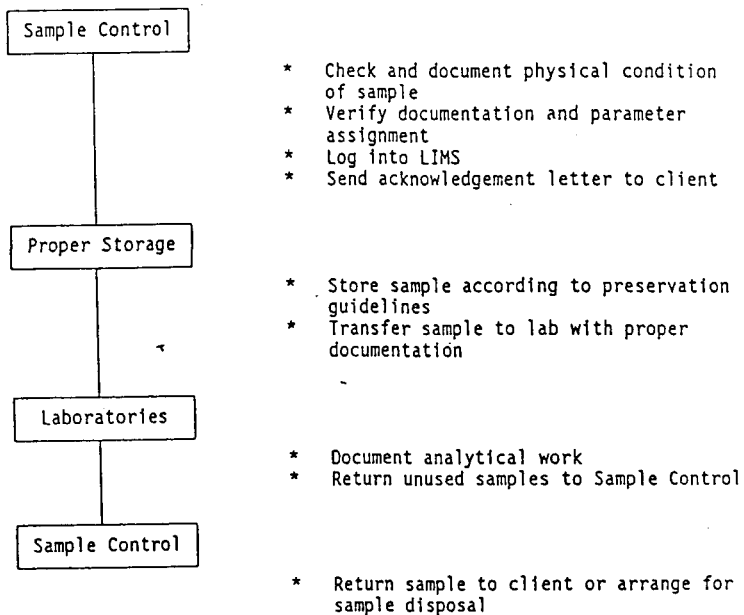 Sample Control
* Check and document physical condition
of sample
* Verify documentation and parameter
assignment
* Log into LIMS
* Send acknowledgement letter to client
Proper Storage
* Store sample according to preservation
guidelines
* Transfer sample to lab with proper
documentation
Laboratories
* Document analytical work
* Return unused samples to Sample Control
Sample Control
* Return sample to client or arrange for
sample disposal